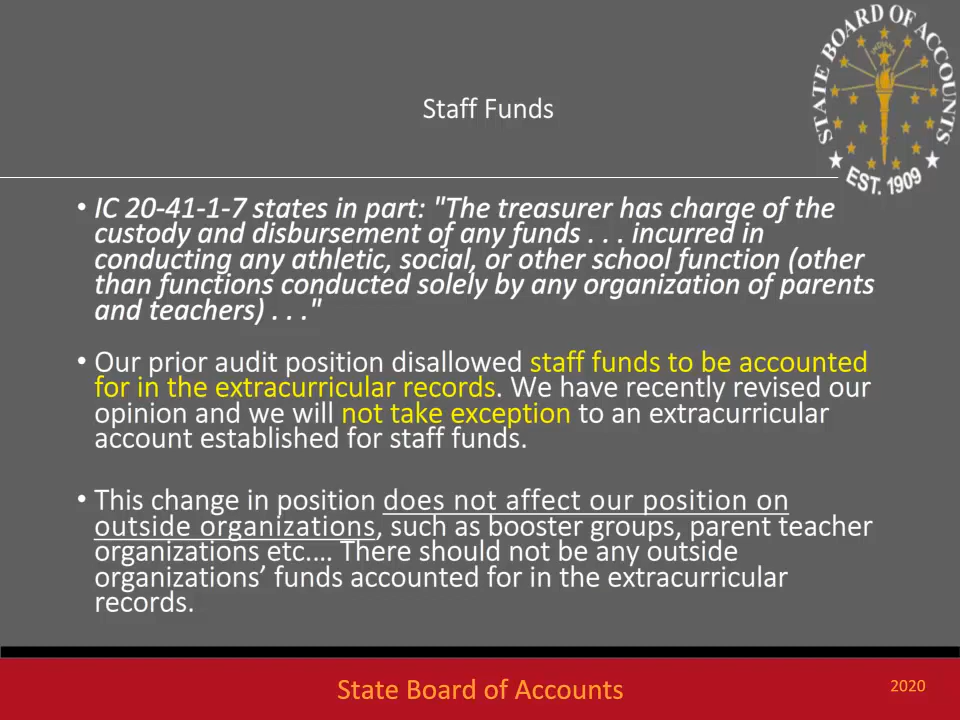 STATE BOARD OF ACCOUNTS
INDIANA
EST. 1909
Staff Funds
• IC 20-41-1-7 states in part: "The treasurer has charge of the
custody and disbursement of any funds . . . incurred in
conducting any athletic, social, or other school function (other
than functions conducted solely by any organization of parents
and teachers) . . ."
• Our prior audit position disallowed staff funds to be accounted
for in the extracurricular records. We have recently revised our
opinion and we will not take exception to an extracurricular
account established for staff funds.
• This change in position does not affect our position on
outside organizations, such as booster groups, parent teacher
organizations etc.... There should not be any outside
organizations’ funds accounted for in the extracurricular
records.
State Board of Accounts
2020